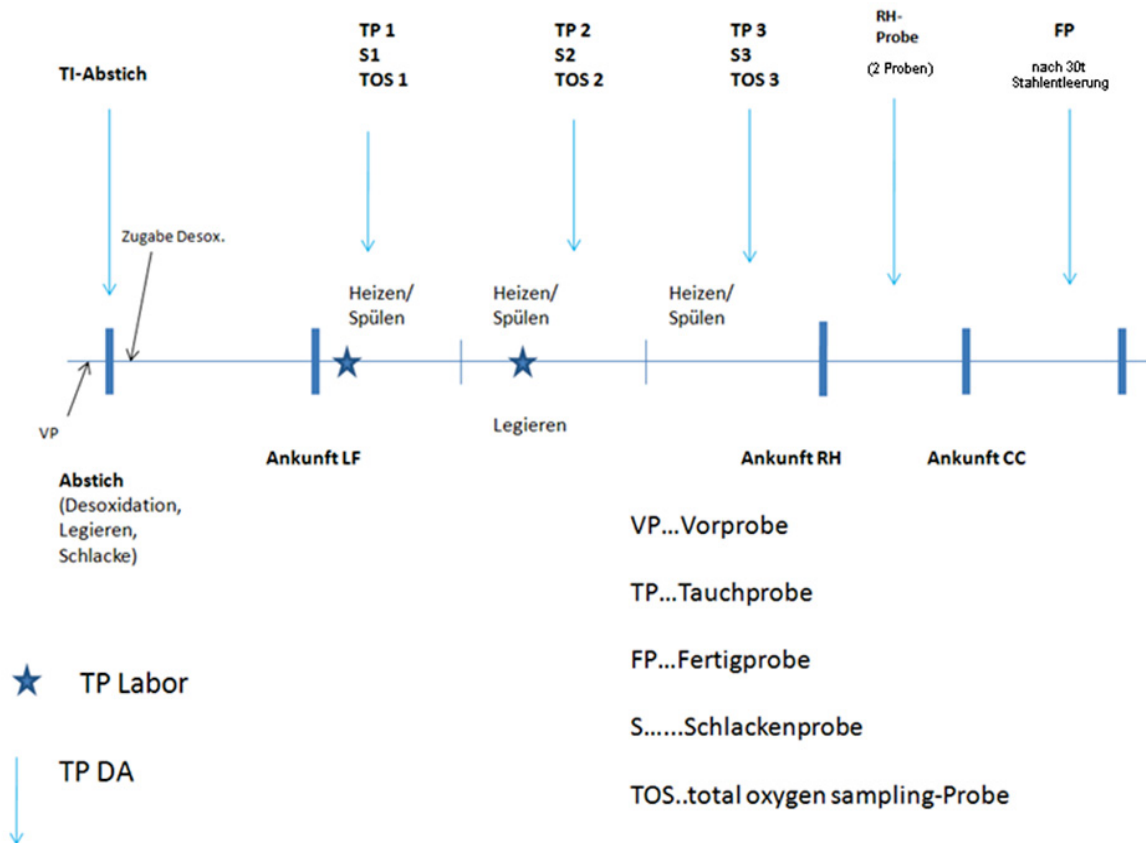 TI-Abstich
TP 1
S1
TOS 1
TP 2
S2
TOS 2
TP 3
S3
TOS 3
RH-
Probe
(2 Proben)
FP
nach 30t
Stahlentleerung
Zugabe Desox.
Heizen/
Spülen
Heizen/
Spülen
Heizen/
Spülen
VP
Legieren
Abstich
(Desoxidation,
Legieren,
Schlacke)
Ankunft LF
Ankunft RH
Ankunft CC
VP...Vorprobe
TP...Tauchprobe
FP...Fertigprobe
S......Schlackenprobe
TOS..total oxygen sampling-Probe
TP Labor
TP DA